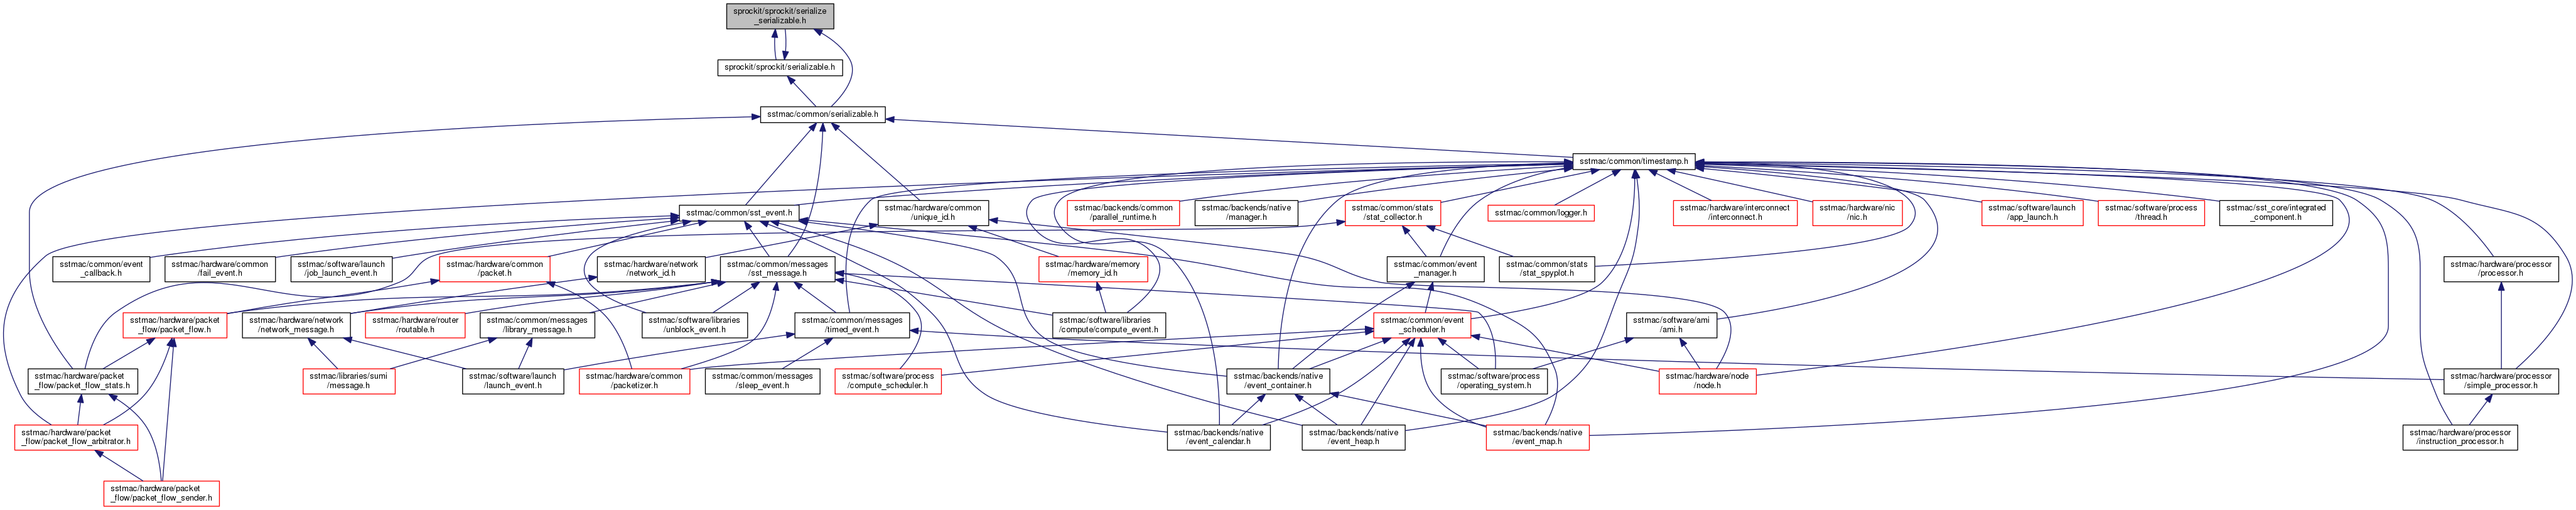 sprockit/sprockit/serialize
_serializable.h
sprockit/sprockit/serializable.h
sstmac/common/serializable.h
sstmac/common/timestamp.h
sstmac/common/sst_event.h
sstmac/hardware/common
/unique_id.h
sstmac/backends/common
/parallel_runtime.h
sstmac/backends/native
/manager.h
sstmac/common/stats
/stat_collector.h
sstmac/common/logger.h
sstmac/hardware/interconnect
/interconnect.h
sstmac/hardware/nic
/nic.h
sstmac/software/launch
/app_launch.h
sstmac/software/process
/thread.h
sstmac/sst_core/integrated
_component.h
sstmac/common/event
_callback.h
sstmac/hardware/common
/fail_event.h
sstmac/software/launch
/job_launch_event.h
sstmac/hardware/common
/packet.h
sstmac/hardware/network
/network_id.h
sstmac/common/messages
/sst_message.h
sstmac/hardware/memory
/memory_id.h
sstmac/common/event
_manager.h
sstmac/common/stats
/stat_spyplot.h
sstmac/hardware/processor
/processor.h
sstmac/hardware/packet
_flow/packet_flow.h
sstmac/hardware/network
/network_message.h
sstmac/hardware/router
/routable.h
sstmac/common/messages
/library_message.h
sstmac/software/libraries
/unblock_event.h
sstmac/common/messages
/timed_event.h
sstmac/software/libraries
/compute/compute_event.h
sstmac/common/event
_scheduler.h
sstmac/software/ami
/ami.h
sstmac/hardware/packet
_flow/packet_flow_stats.h
sstmac/libraries/sumi
/message.h
sstmac/software/launch
/launch_event.h
sstmac/hardware/common
/packetizer.h
sstmac/common/messages
/sleep_event.h
sstmac/software/process
/compute_scheduler.h
sstmac/backends/native
/event_container.h
sstmac/software/process
/operating_system.h
sstmac/hardware/node
/node.h
sstmac/hardware/processor
/simple_processor.h
sstmac/hardware/packet
_flow/packet_flow_arbitrator.h
sstmac/backends/native
/event_calendar.h
sstmac/backends/native
/event_heap.h
sstmac/backends/native
/event_map.h
sstmac/hardware/processor
/instruction_processor.h
sstmac/hardware/packet
_flow/packet_flow_sender.h